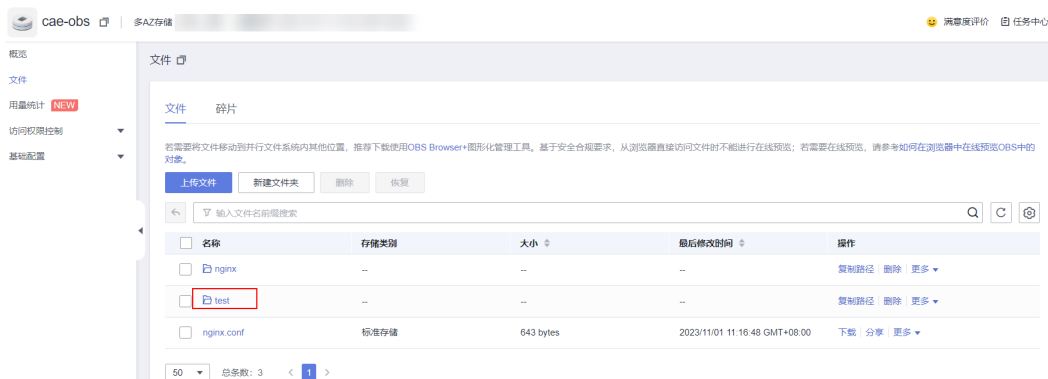 cae-obs 多AZ存储 满意度评价 任务中心
概览
文件
用量统计 NEW
访问权限控制
基础配置
文件
文件 碎片
若需要将文件移动到并行文件系统内其他位置，推荐下载使用OBS Browser+图形化管理工具。基于安全合规要求，从浏览器直接访问文件时不能进行在线预览；若需要在线预览，请参考如何在浏览器中在线预览OBS中的
对象。
上传文件 新建文件夹 删除 恢复
输入文件名前缀搜索
名称 存储类别 大小 最后修改时间 操作
nginx -- -- -- 复制路径 删除 更多
test -- -- -- 复制路径 删除 更多
nginx.conf 标准存储 643 bytes 2023/11/01 11:16:48 GMT+08:00 下载 分享 更多
50 总条数：3 < 1 >